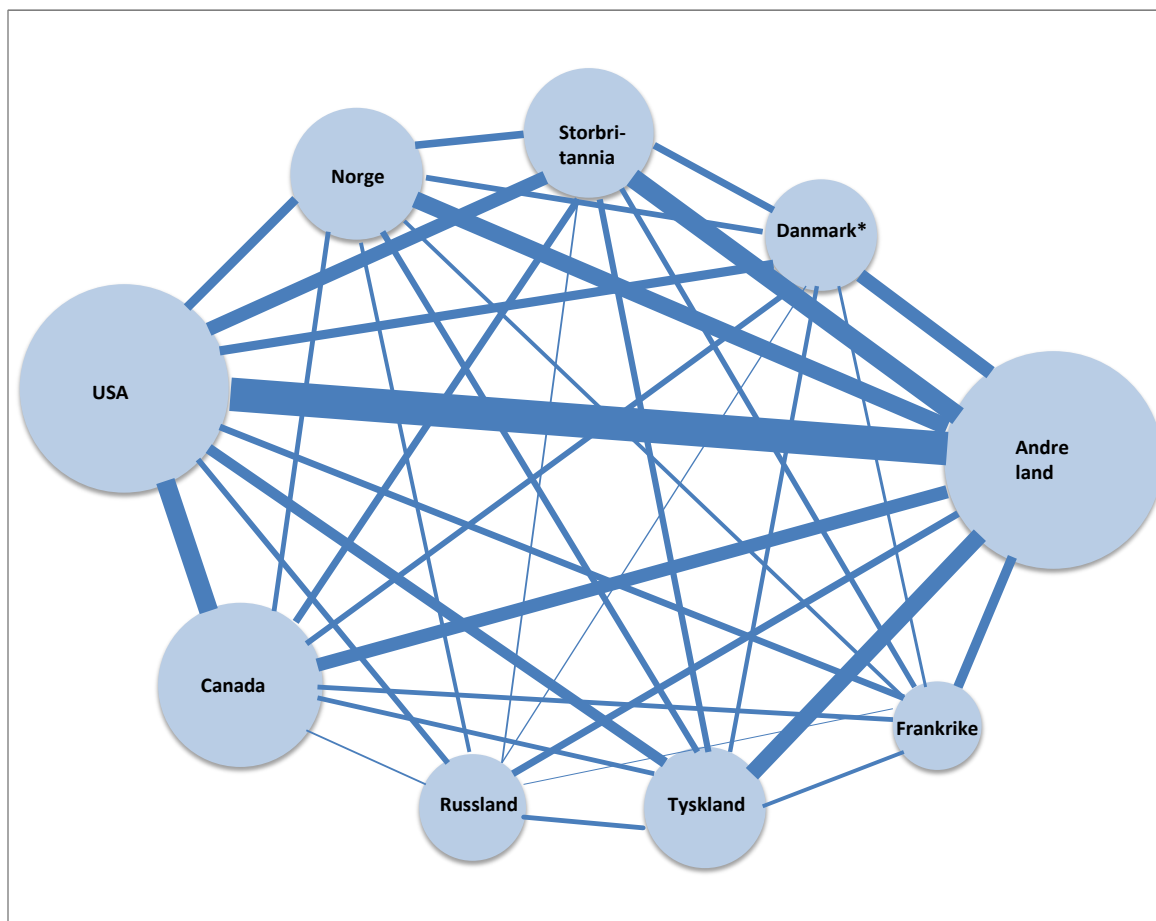 Storbri-
tannia
Norge
Danmark*
USA
Andre
land
Canada
Frankrike
Russland
Tyskland